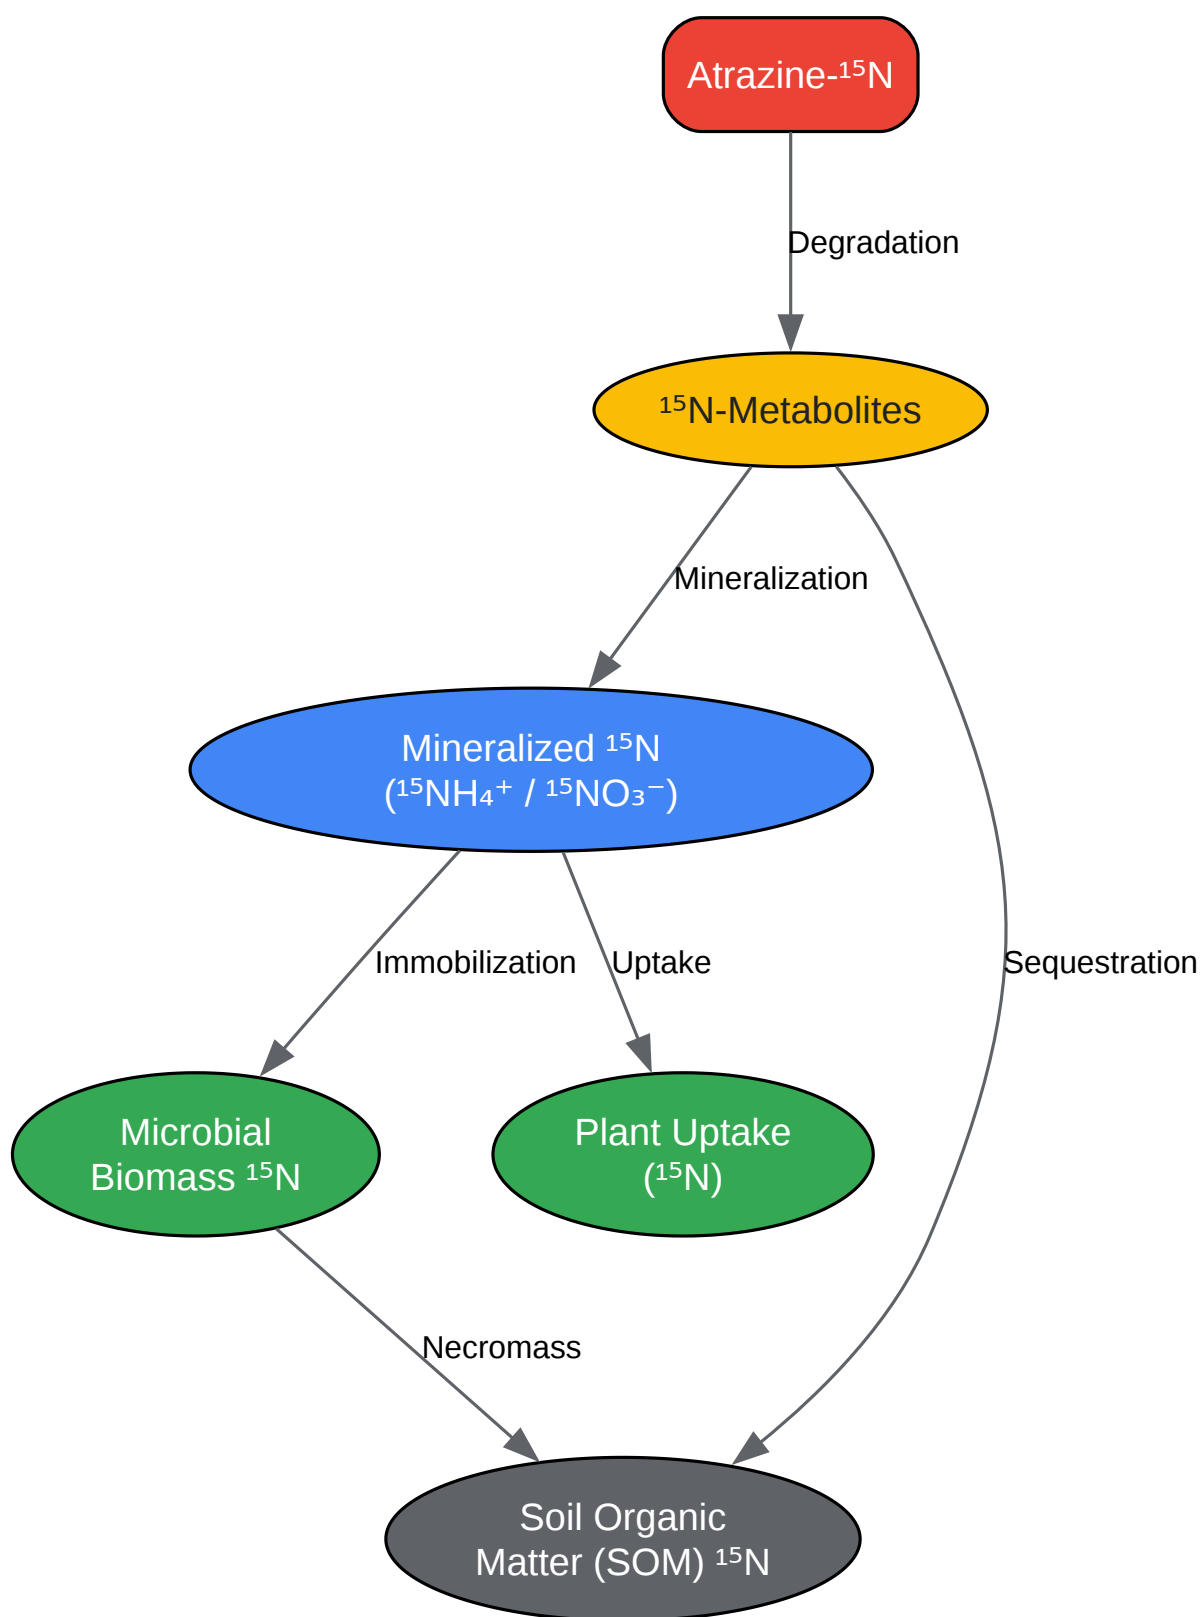 Atrazine-¹⁵N
Degradation
¹⁵N-Metabolites
Mineralization
Mineralized ¹⁵N
(¹⁵NH₄⁺ / ¹⁵NO₃⁻)
Immobilization
Uptake
Sequestration
Microbial
Biomass ¹⁵N
Plant Uptake
(¹⁵N)
Necromass
Soil Organic
Matter (SOM) ¹⁵N